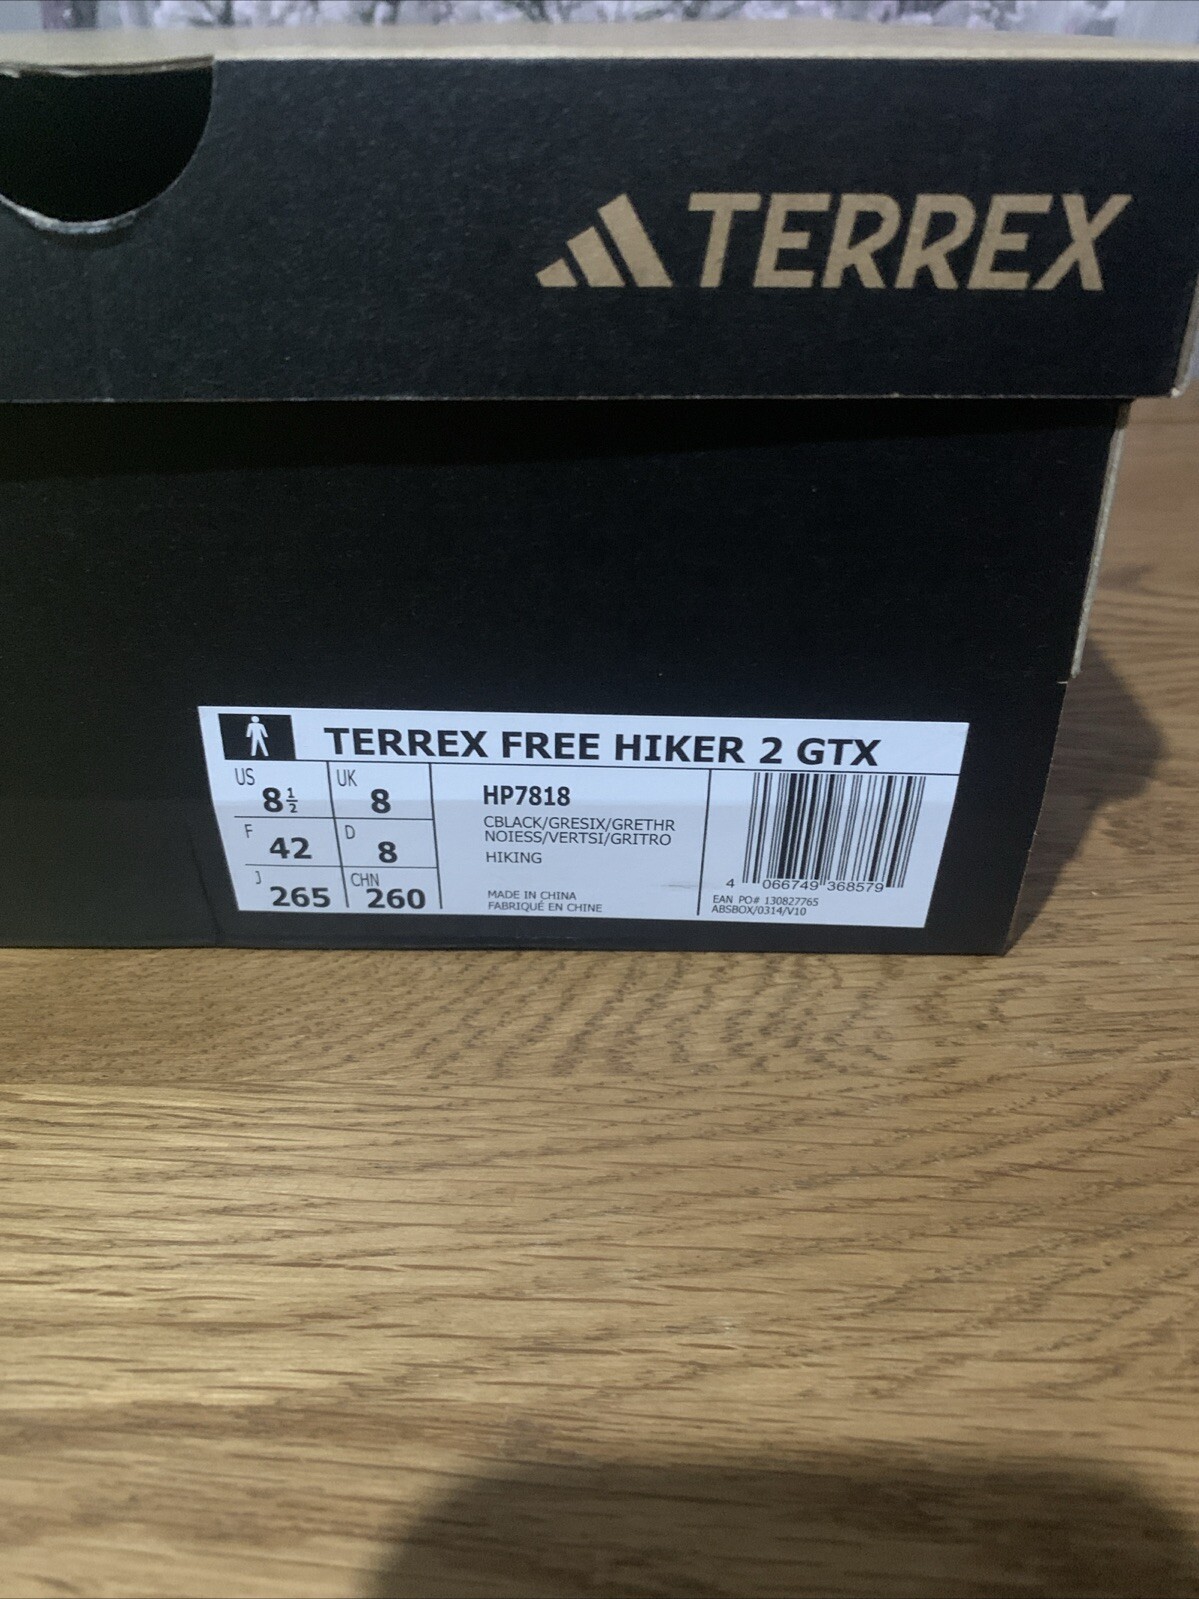 TERREX
TERREX FREE HIKER 2 GTX
US 8½ UK 8
F 42 D 8
J 265 CHN 260
HP7818
CBLACK/GRESIX/GRETHR
NOIESS/VERTSI/GRITRO
HIKING
MADE IN CHINA
FABRIQUÉ EN CHINE
4 066749 368579
EAN PO# 130827765
ABSBOX/0314/V10